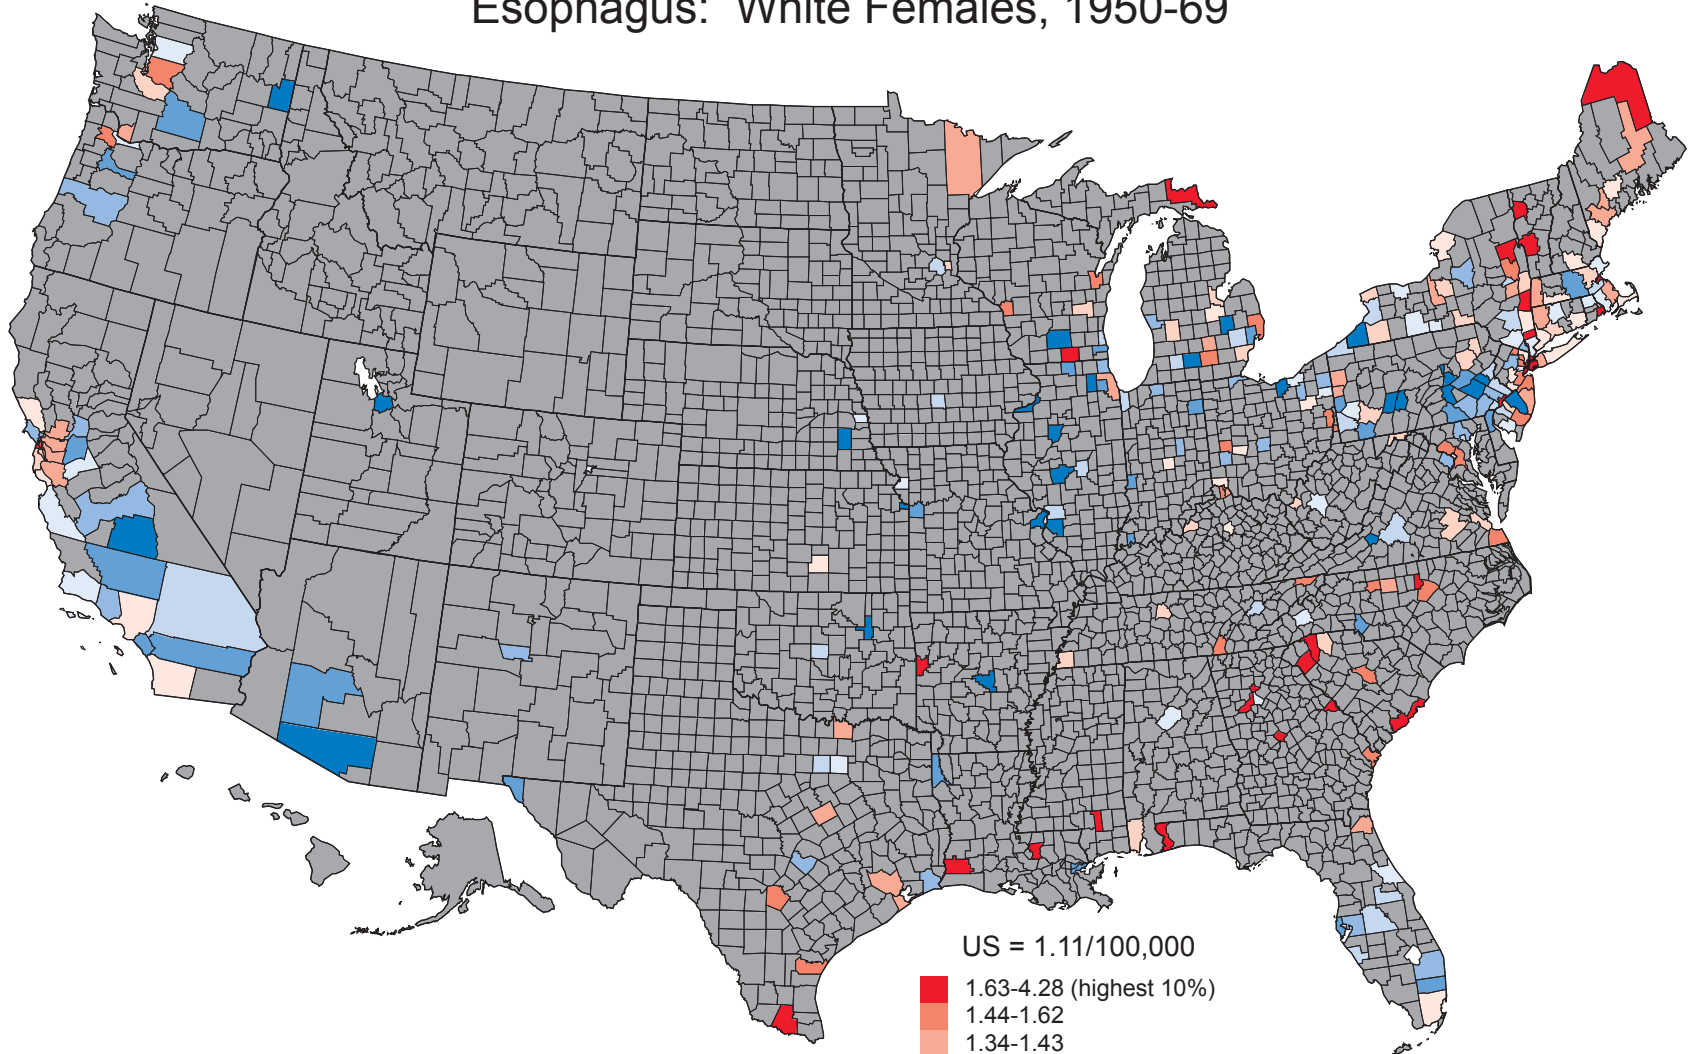 Esophagus: White Females, 1950-69
US = 1.11/100,000
1.63-4.28 (highest 10%)
1.44-1.62
1.34-1.43